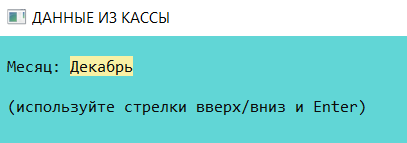 ДАННЫЕ ИЗ КАССЫ
Месяц: Декабрь
(используйте стрелки вверх/вниз и Enter)